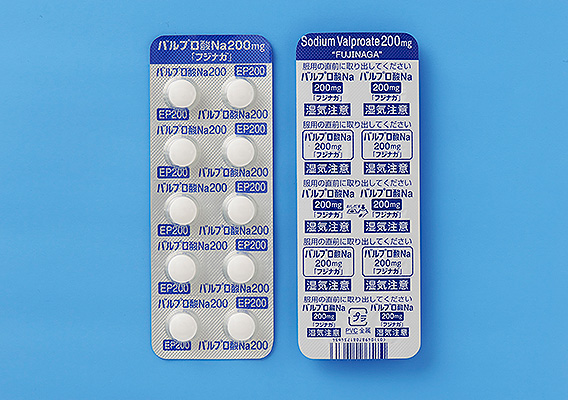 バルプロ酸Na200mg
「フジナガ」
バルプロ酸Na200 EP200
EP200 バルプロ酸Na200
バルプロ酸Na200 EP200
EP200 バルプロ酸Na200
バルプロ酸Na200 EP200
EP200 バルプロ酸Na200
バルプロ酸Na200 EP200
EP200 バルプロ酸Na200
バルプロ酸Na200 EP200
EP200 バルプロ酸Na200
Sodium Valproate 200mg
"FUJINAGA"
服用の直前に取り出してください
バルプロ酸Na バルプロ酸Na
200mg 200mg
「フジナガ」 「フジナガ」
湿気注意 湿気注意
服用の直前に取り出してください
バルプロ酸Na バルプロ酸Na
200mg 200mg
「フジナガ」 「フジナガ」
湿気注意 湿気注意
服用の直前に取り出してください
バルプロ酸Na バルプロ酸Na
200mg 200mg
「フジナガ」 「フジナガ」
湿気注意 湿気注意
服用の直前に取り出してください
バルプロ酸Na バルプロ酸Na
200mg 200mg
「フジナガ」 「フジナガ」
湿気注意 湿気注意
服用の直前に取り出してください
バルプロ酸Na バルプロ酸Na
200mg プラ 200mg
「フジナガ」 「フジナガ」
湿気注意 PVC 金属 湿気注意